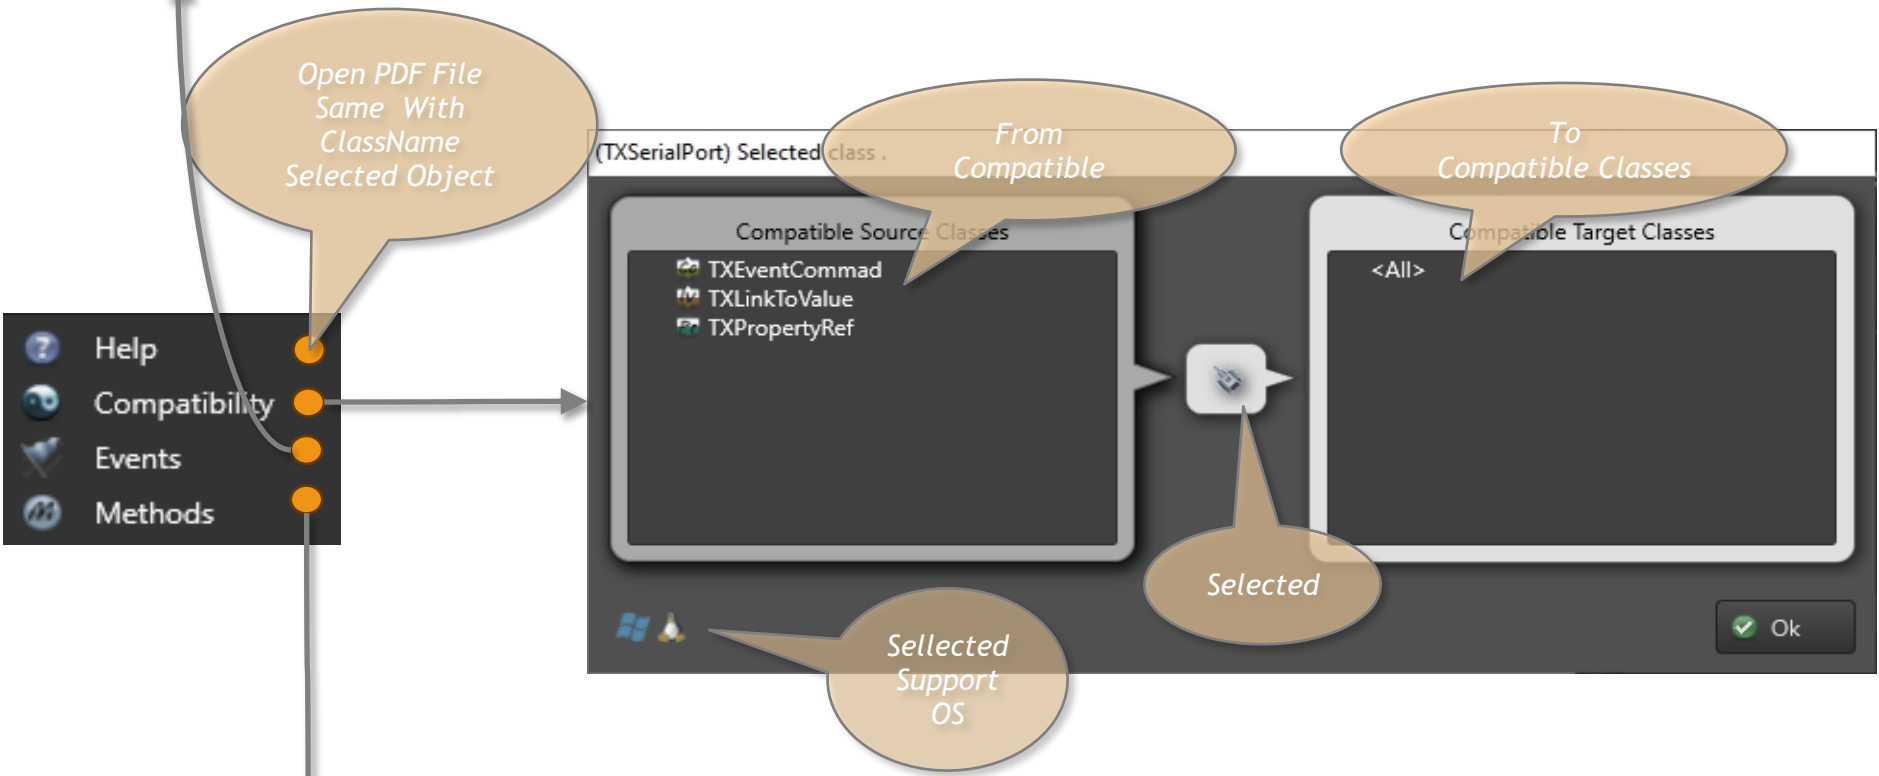 Open PDF File
Same With
ClassName
Selected Object
Help
Compatibility
Events
Methods
(TXSerialPort) Selected class .
From
Compatible
To
Compatible Classes
Compatible Source Classes
TXEventCommad
TXLinkToValue
TXPropertyRef
Compatible Target Classes
<All>
Selected
Sellected
Support
OS
Ok